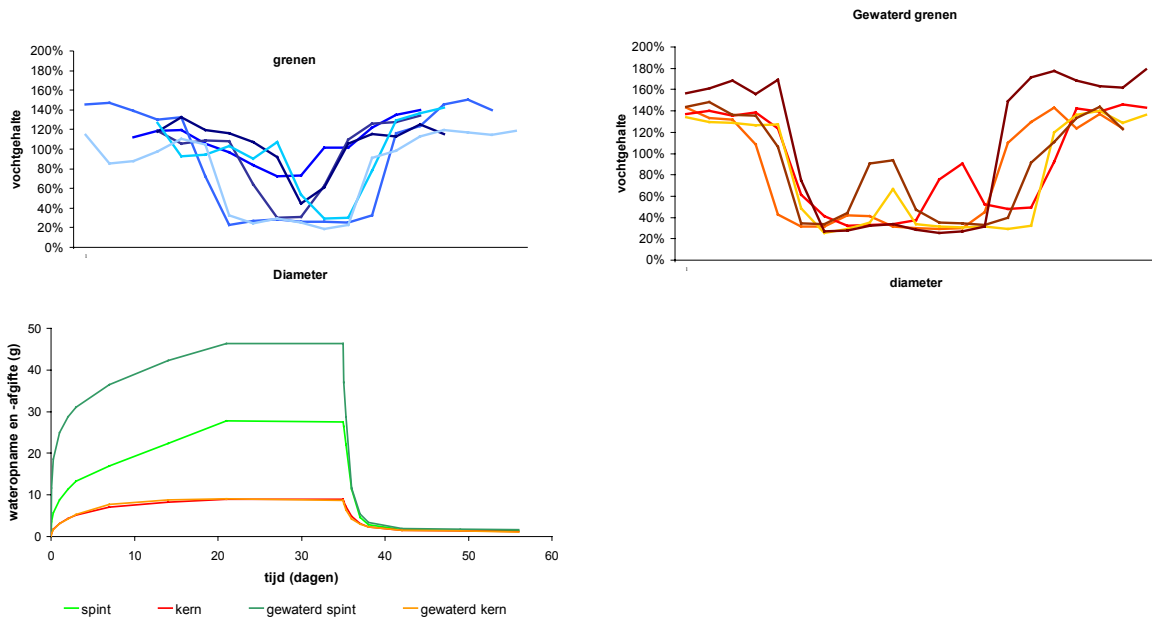 grenen
200%
180%
160%
140%
120%
100%
80%
60%
40%
20%
0%
vochtgehalte
Diameter
Gewaterd grenen
200%
180%
160%
140%
120%
100%
80%
60%
40%
20%
0%
vochtgehalte
diameter
50
40
30
20
10
0
wateropname en -afgifte (g)
0 10 20 30 40 50 60
tijd (dagen)
spint kern gewaterd spint gewaterd kern